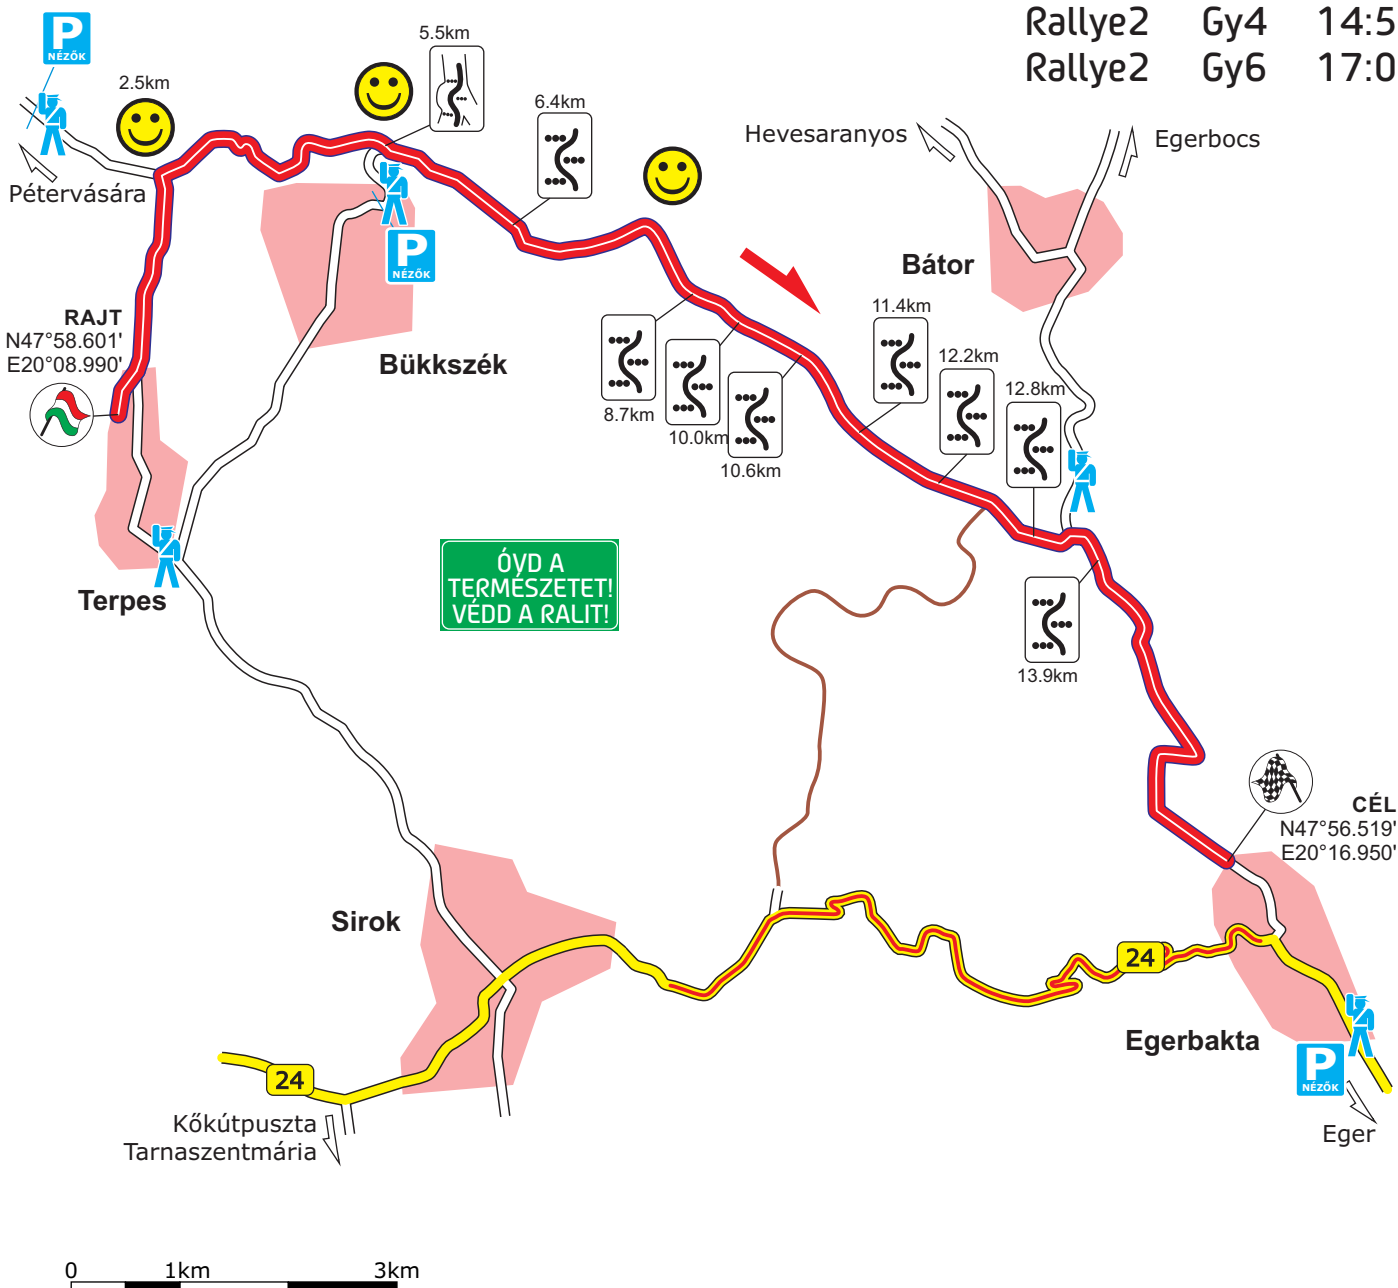 Rallye2 Gy4 14:5
Rallye2 Gy6 17:0
P
NÉZŐK
2.5km
5.5km
6.4km
Hevesaranyos
Egerbocs
Pétervására
P
NÉZŐK
Bátor
RAJT
N47°58.601'
E20°08.990'
Bükkszék
11.4km
12.2km
12.8km
8.7km
10.0km
10.6km
ÓVD A
TERMÉSZETET!
VÉDD A RALIT!
Terpes
13.9km
CÉL
N47°56.519'
E20°16.950'
Sirok
24
Egerbakta
24
P
NÉZŐK
Kőkútpuszta
Tarnaszentmária
Eger
0 1km 3km